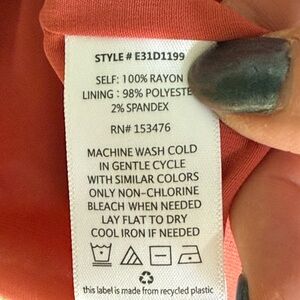 STYLE # E31D1199
SELF: 100% RAYON
LINING : 98% POLYESTE
2% SPANDEX
RN# 153476
MACHINE WASH COLD
IN GENTLE CYCLE
WITH SIMILAR COLORS
ONLY NON-CHLORINE
BLEACH WHEN NEEDED
LAY FLAT TO DRY
COOL IRON IF NEEDED
this label is made from recycled plastic